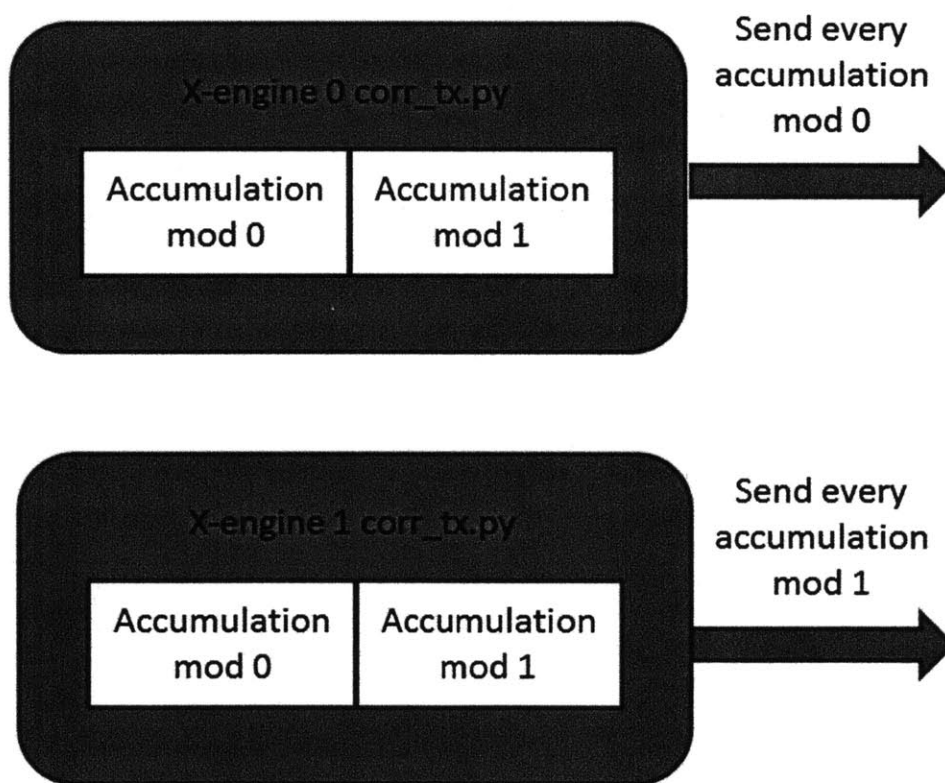 Send every
accumulation
mod 0
X-engine 0 corr_tx.py
Accumulation
mod 0
Accumulation
mod 1
Send every
accumulation
mod 1
X-engine 1 corr_tx.py
Accumulation
mod 0
Accumulation
mod 1